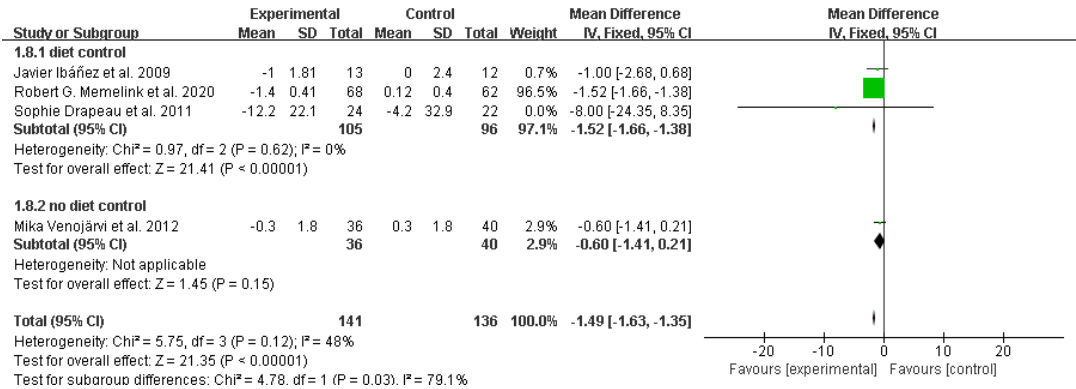 Experimental Control Mean Difference Mean Difference
Study or Subgroup Mean SD Total Mean SD Total Weight IV, Fixed, 95% CI IV, Fixed, 95% CI
1.8.1 diet control
Javier Ibáñez et al. 2009 -1 1.81 13 0 2.4 12 0.7% -1.00 [-2.68, 0.68]
Robert G. Memelink et al. 2020 -1.4 0.41 68 0.12 0.4 62 96.5% -1.52 [-1.66, -1.38]
Sophie Drapeau et al. 2011 -12.2 22.1 24 -4.2 32.9 22 0.0% -8.00 [-24.35, 8.35]
Subtotal (95% CI) 105 96 97.1% -1.52 [-1.66, -1.38]
Heterogeneity: Chi² = 0.97, df = 2 (P = 0.62); I² = 0%
Test for overall effect: Z = 21.41 (P < 0.00001)
1.8.2 no diet control
Mika Venojärvi et al. 2012 -0.3 1.8 36 0.3 1.8 40 2.9% -0.60 [-1.41, 0.21]
Subtotal (95% CI) 36 40 2.9% -0.60 [-1.41, 0.21]
Heterogeneity: Not applicable
Test for overall effect: Z = 1.45 (P = 0.15)
Total (95% CI) 141 136 100.0% -1.49 [-1.63, -1.35]
Heterogeneity: Chi² = 5.75, df = 3 (P = 0.12); I² = 48%
Test for overall effect: Z = 21.35 (P < 0.00001)
Test for subgroup differences: Chi² = 4.78, df = 1 (P = 0.03), I² = 79.1%
-20 -10 0 10 20
Favours [experimental] Favours [control]